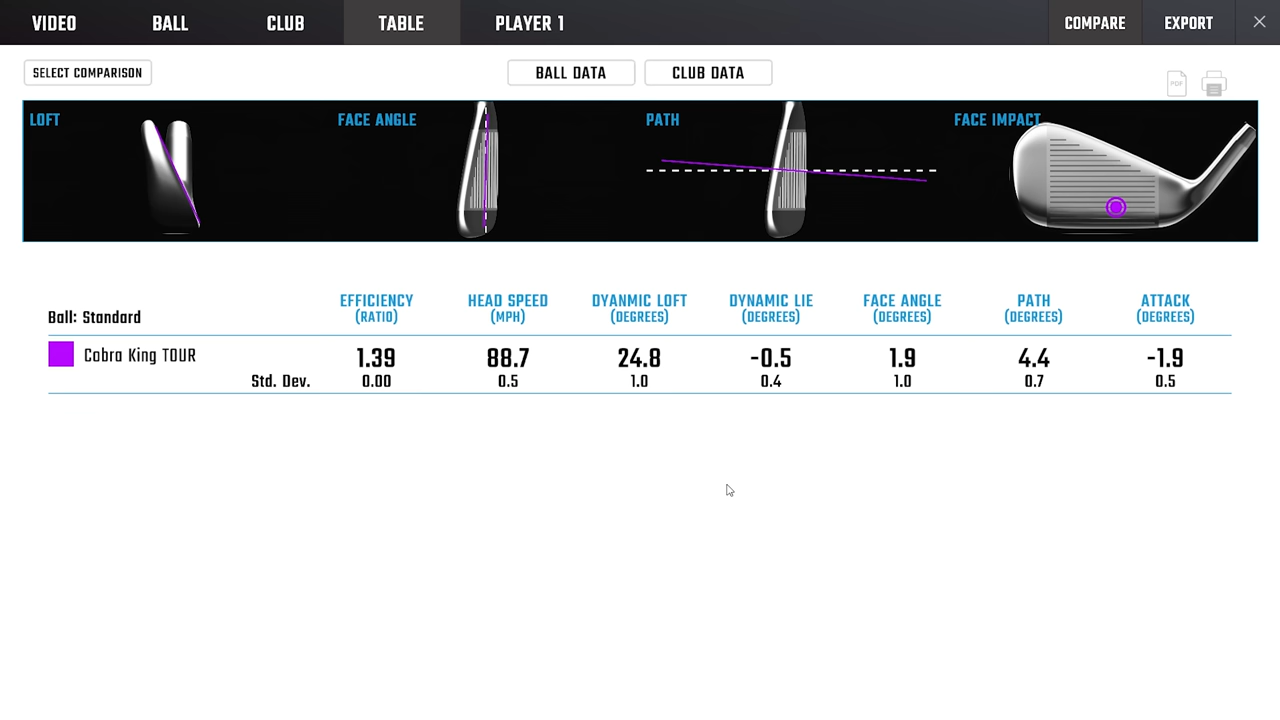 VIDEO BALL CLUB TABLE PLAYER 1 COMPARE EXPORT
SELECT COMPARISON BALL DATA CLUB DATA
PDF
LOFT FACE ANGLE PATH FACE IMPACT
EFFICIENCY HEAD SPEED DYANMIC LOFT DYNAMIC LIE FACE ANGLE PATH ATTACK
Ball: Standard (RATIO) (MPH) (DEGREES) (DEGREES) (DEGREES) (DEGREES) (DEGREES)
Cobra King TOUR 1.39 88.7 24.8 -0.5 1.9 4.4 -1.9
Std. Dev. 0.00 0.5 1.0 0.4 1.0 0.7 0.5